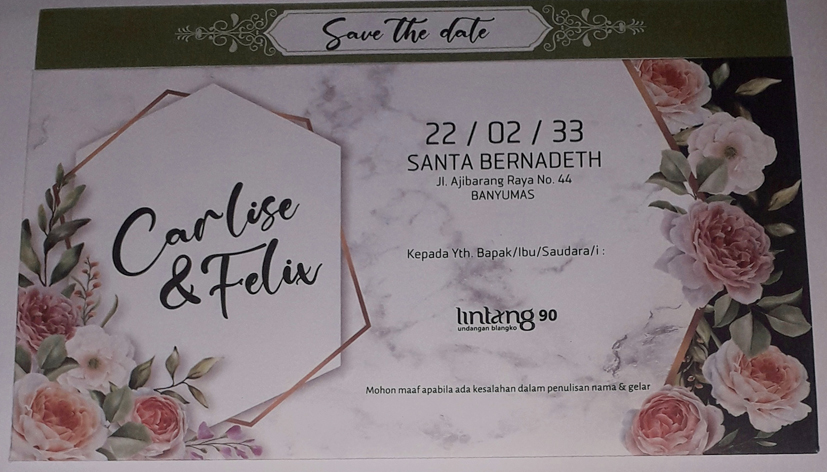 Save the date
Carlise
& Felix
22 / 02 / 33
SANTA BERNADETH
Jl. Ajibarang Raya No. 44
BANYUMAS
Kepada Yth. Bapak/Ibu/Saudara/i :
lintang 90
undangan blangko
Mohon maaf apabila ada kesalahan dalam penulisan nama & gelar